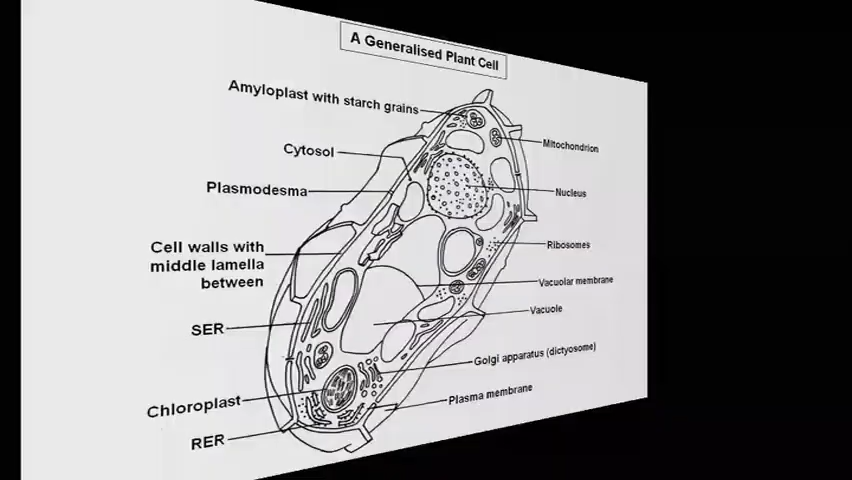 A Generalised Plant Cell
Amyloplast with starch grains
Mitochondrion
Cytosol
Plasmodesma
Nucleus
Cell walls with
middle lamella
between
Ribosomes
Vacuolar membrane
Vacuole
SER
Golgi apparatus (dictyosome)
Chloroplast
Plasma membrane
RER